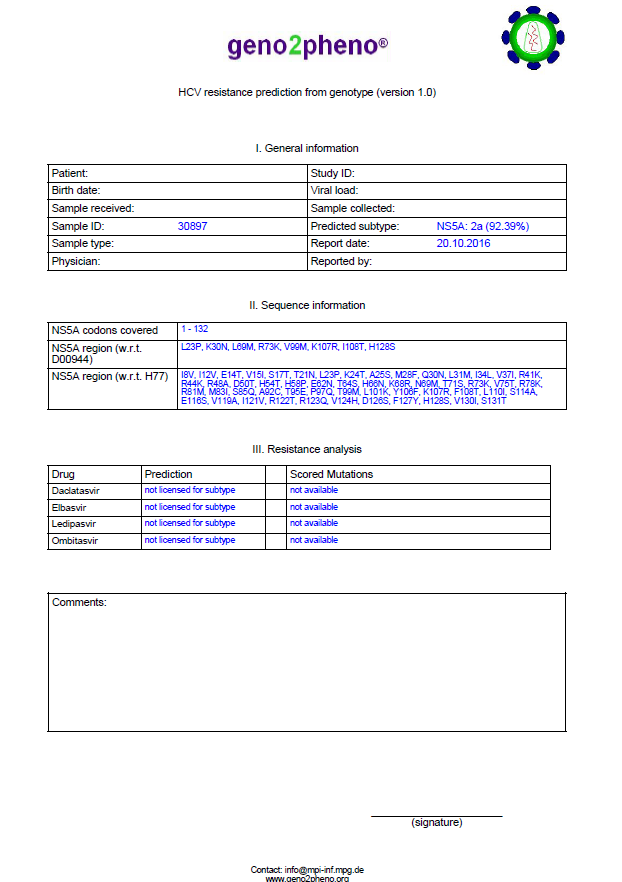 geno2pheno®
HCV resistance prediction from genotype (version 1.0)
I. General information
Patient: Study ID:
Birth date: Viral load:
Sample received: Sample collected:
Sample ID: 30897 Predicted subtype: NS5A: 2a (92.39%)
Sample type: Report date: 20.10.2016
Physician: Reported by:
II. Sequence information
NS5A codons covered 1 - 132
NS5A region (w.r.t. D00944) L23P, K30N, L69M, R73K, V99M, K107R, I108T, H128S
NS5A region (w.r.t. H77) I8V, I12V, E14T, V15I, S17T, T21N, L23P, K24T, A25S, M28F, Q30N, L31M, I34L, V37I, R41K,
R44K, R48A, D50T, H54T, H58P, E62N, T64S, H66N, K68R, N69M, T71S, R73K, V75T, R78K,
R81M, M83I, S85Q, A92C, T95E, P97Q, T99M, L101K, Y106F, K107R, F108T, L110I, S114A,
E116S, V119A, I121V, R122T, R123Q, V124H, D126S, F127Y, H128S, V130I, S131T
III. Resistance analysis
Drug Prediction Scored Mutations
Daclatasvir not licensed for subtype not available
Elbasvir not licensed for subtype not available
Ledipasvir not licensed for subtype not available
Ombitasvir not licensed for subtype not available
Comments:
(signature)
Contact: info@mpi-inf.mpg.de
www.geno2pheno.org